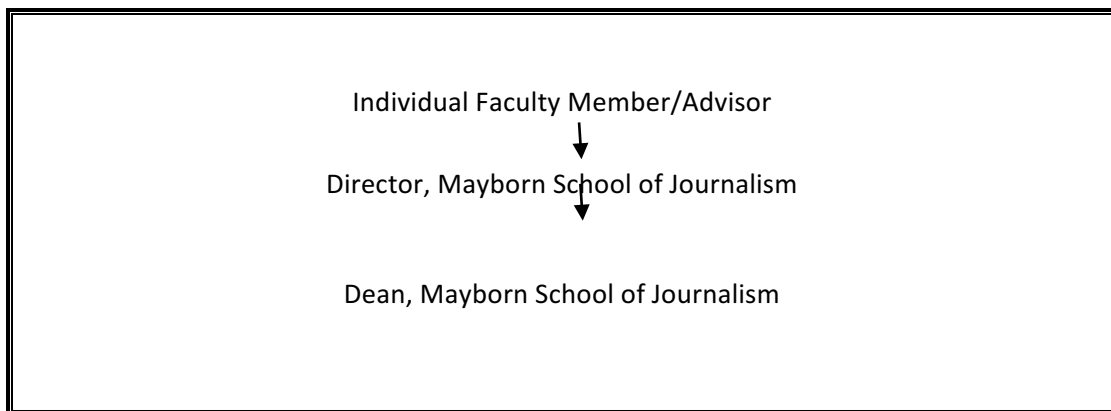 Individual Faculty Member/Advisor
Director, Mayborn School of Journalism
Dean, Mayborn School of Journalism